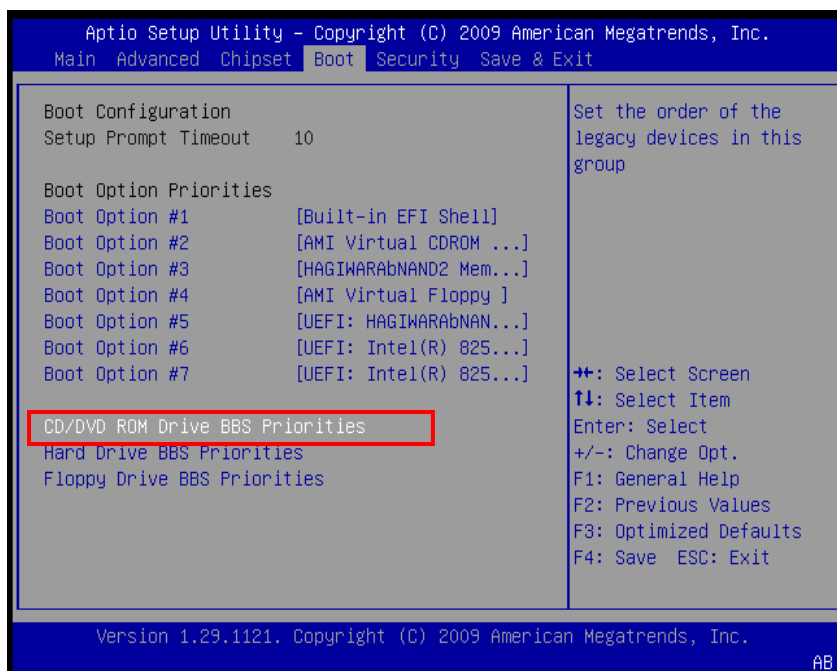 Aptio Setup Utility – Copyright (C) 2009 American Megatrends, Inc.
Main Advanced Chipset Boot Security Save & Exit
Boot Configuration
Setup Prompt Timeout 10
Boot Option Priorities
Boot Option #1 [Built-in EFI Shell]
Boot Option #2 [AMI Virtual CDROM ...]
Boot Option #3 [HAGIWARAbNAND2 Mem...]
Boot Option #4 [AMI Virtual Floppy ]
Boot Option #5 [UEFI: HAGIWARAbNAN...]
Boot Option #6 [UEFI: Intel(R) 825...]
Boot Option #7 [UEFI: Intel(R) 825...]
CD/DVD ROM Drive BBS Priorities
Hard Drive BBS Priorities
Floppy Drive BBS Priorities
Set the order of the
legacy devices in this
group
→←: Select Screen
↑↓: Select Item
Enter: Select
+/-: Change Opt.
F1: General Help
F2: Previous Values
F3: Optimized Defaults
F4: Save ESC: Exit
Version 1.29.1121. Copyright (C) 2009 American Megatrends, Inc.
AB